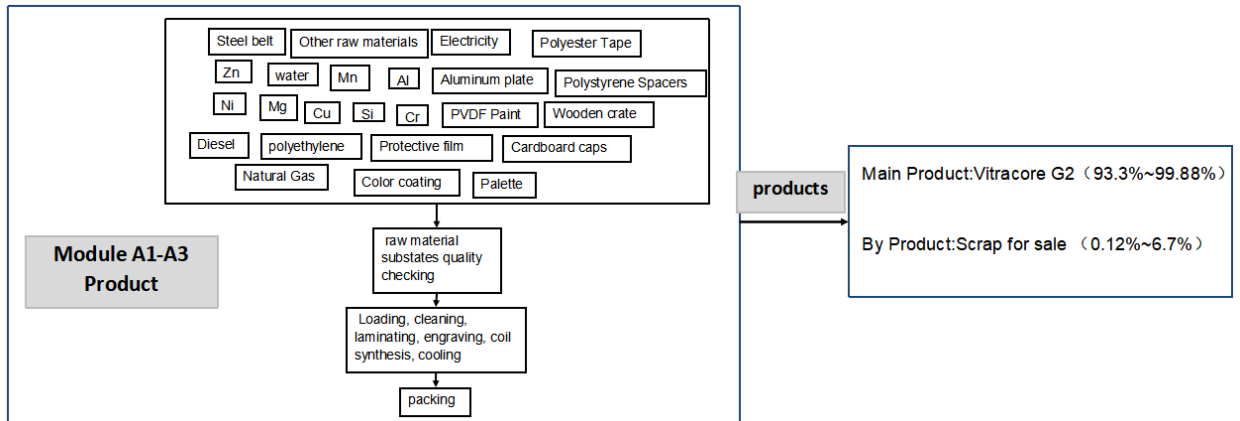 Steel belt
Other raw materials
Electricity
Polyester Tape
Zn
water
Mn
Al
Aluminum plate
Polystyrene Spacers
Ni
Mg
Cu
Si
Cr
PVDF Paint
Wooden crate
Diesel
polyethylene
Protective film
Cardboard caps
Natural Gas
Color coating
Palette
raw material
substates quality
checking
Module A1-A3
Product
Loading, cleaning,
laminating, engraving, coil
synthesis, cooling
packing
products
Main Product:Vitracore G2（93.3%~99.88%）
By Product:Scrap for sale （0.12%~6.7%）